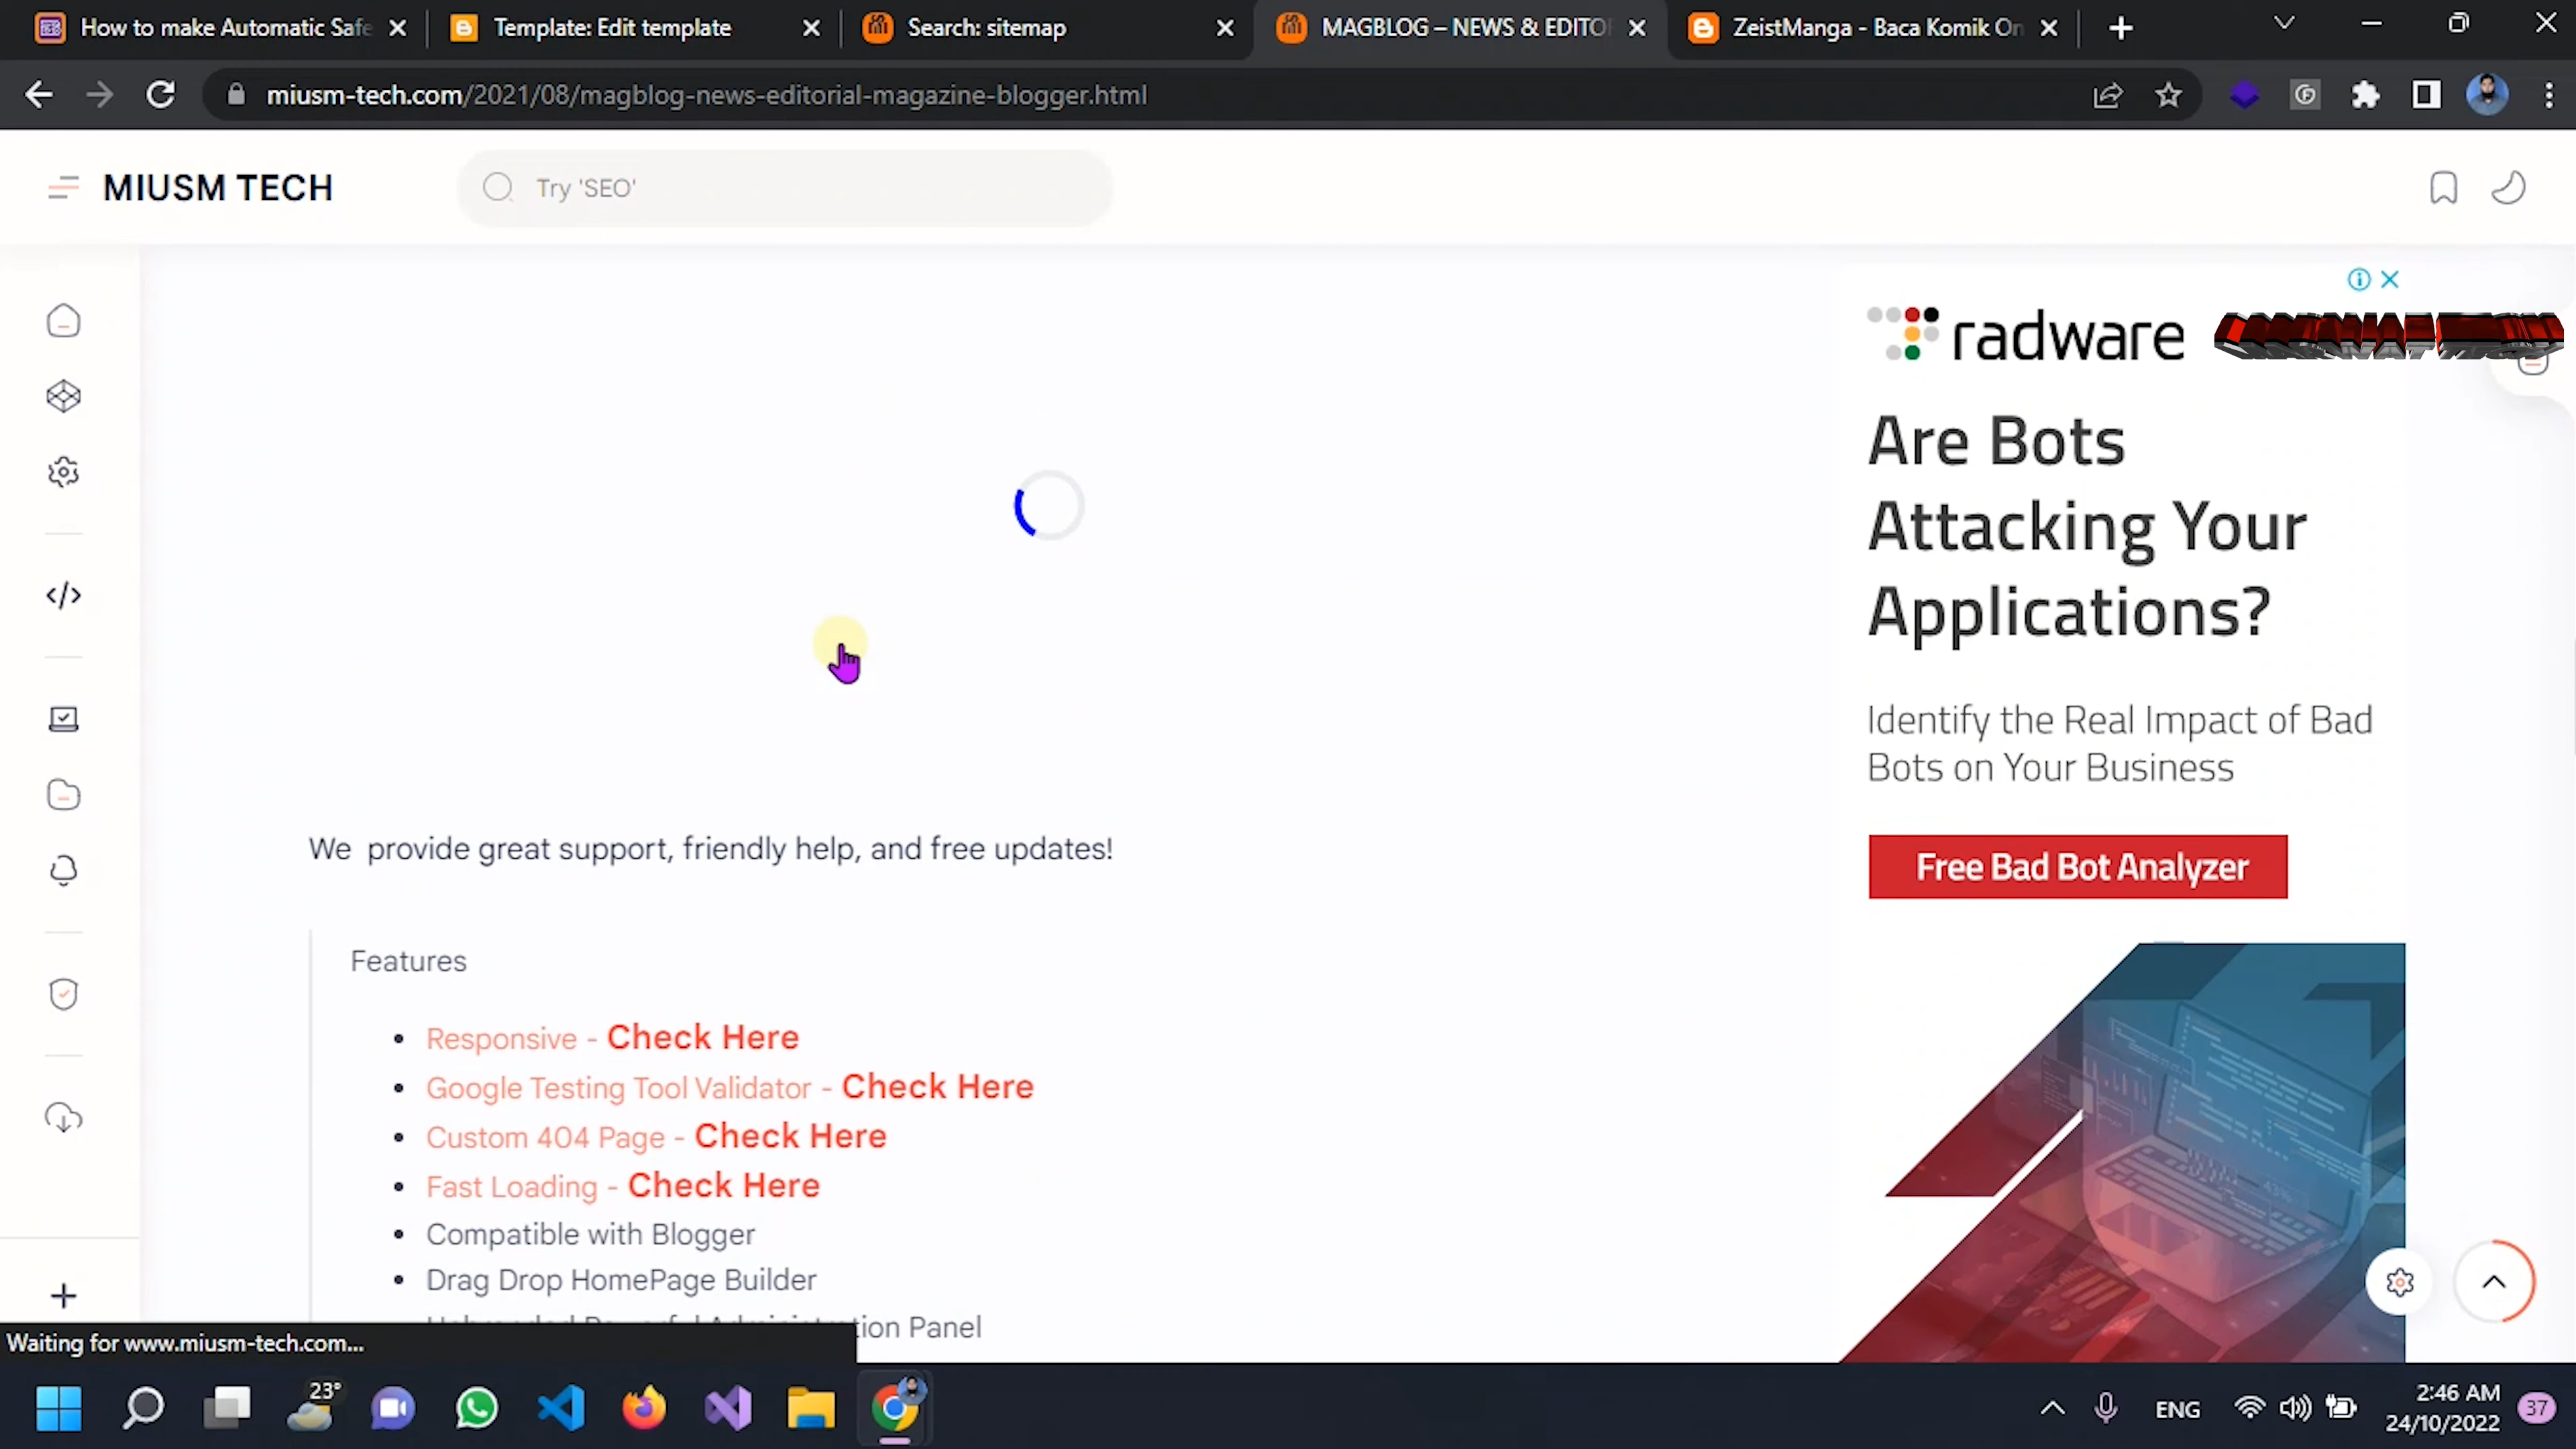 How to make Automatic Safe
Template: Edit template
Search: sitemap
MAGBLOG – NEWS & EDITOR
ZeistManga - Baca Komik On
miusm-tech.com/2021/08/magblog-news-editorial-magazine-blogger.html
MIUSM TECH
Try 'SEO'
radware
Are Bots
Attacking Your
Applications?
Identify the Real Impact of Bad
Bots on Your Business
Free Bad Bot Analyzer
We provide great support, friendly help, and free updates!
Features
Responsive - Check Here
Google Testing Tool Validator - Check Here
Custom 404 Page - Check Here
Fast Loading - Check Here
Compatible with Blogger
Drag Drop HomePage Builder
Panel
Waiting for www.miusm-tech.com...
23°
ENG
2:46 AM
24/10/2022
37